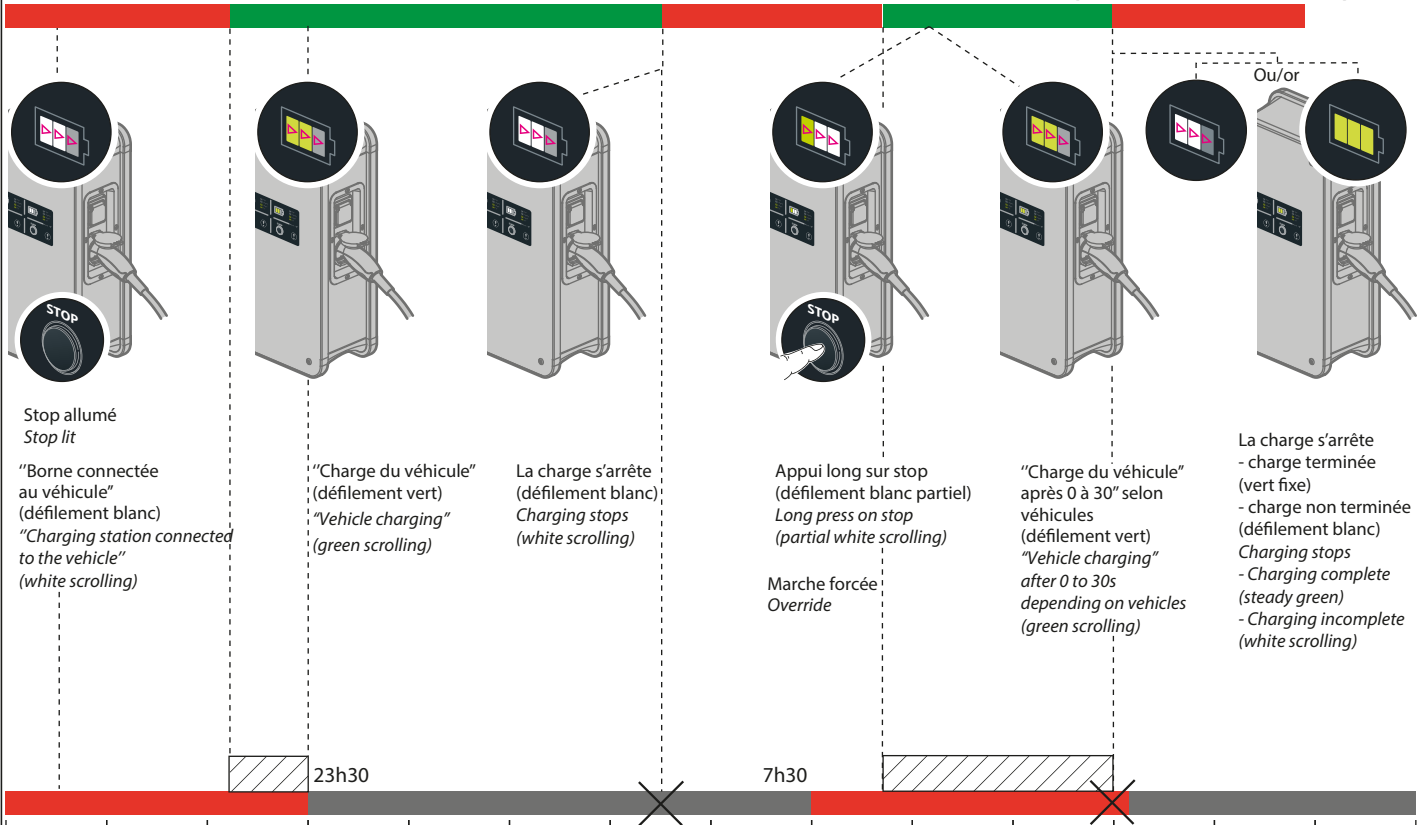 Ou/or
STOP
STOP
Stop allumé
Stop lit
‘’Borne connectée
au véhicule”
(défilement blanc)
‘’Charging station connected
to the vehicle’’
(white scrolling)
‘’Charge du véhicule”
(défilement vert)
“Vehicle charging”
(green scrolling)
La charge s’arrête
(défilement blanc)
Charging stops
(white scrolling)
Appui long sur stop
(défilement blanc partiel)
Long press on stop
(partial white scrolling)
Marche forcée
Override
‘’Charge du véhicule”
après 0 à 30’’ selon
véhicules
(défilement vert)
“Vehicle charging”
after 0 to 30s
depending on vehicles
(green scrolling)
La charge s’arrête
- charge terminée
(vert fixe)
- charge non terminée
(défilement blanc)
Charging stops
- Charging complete
(steady green)
- Charging incomplete
(white scrolling)
23h30
7h30